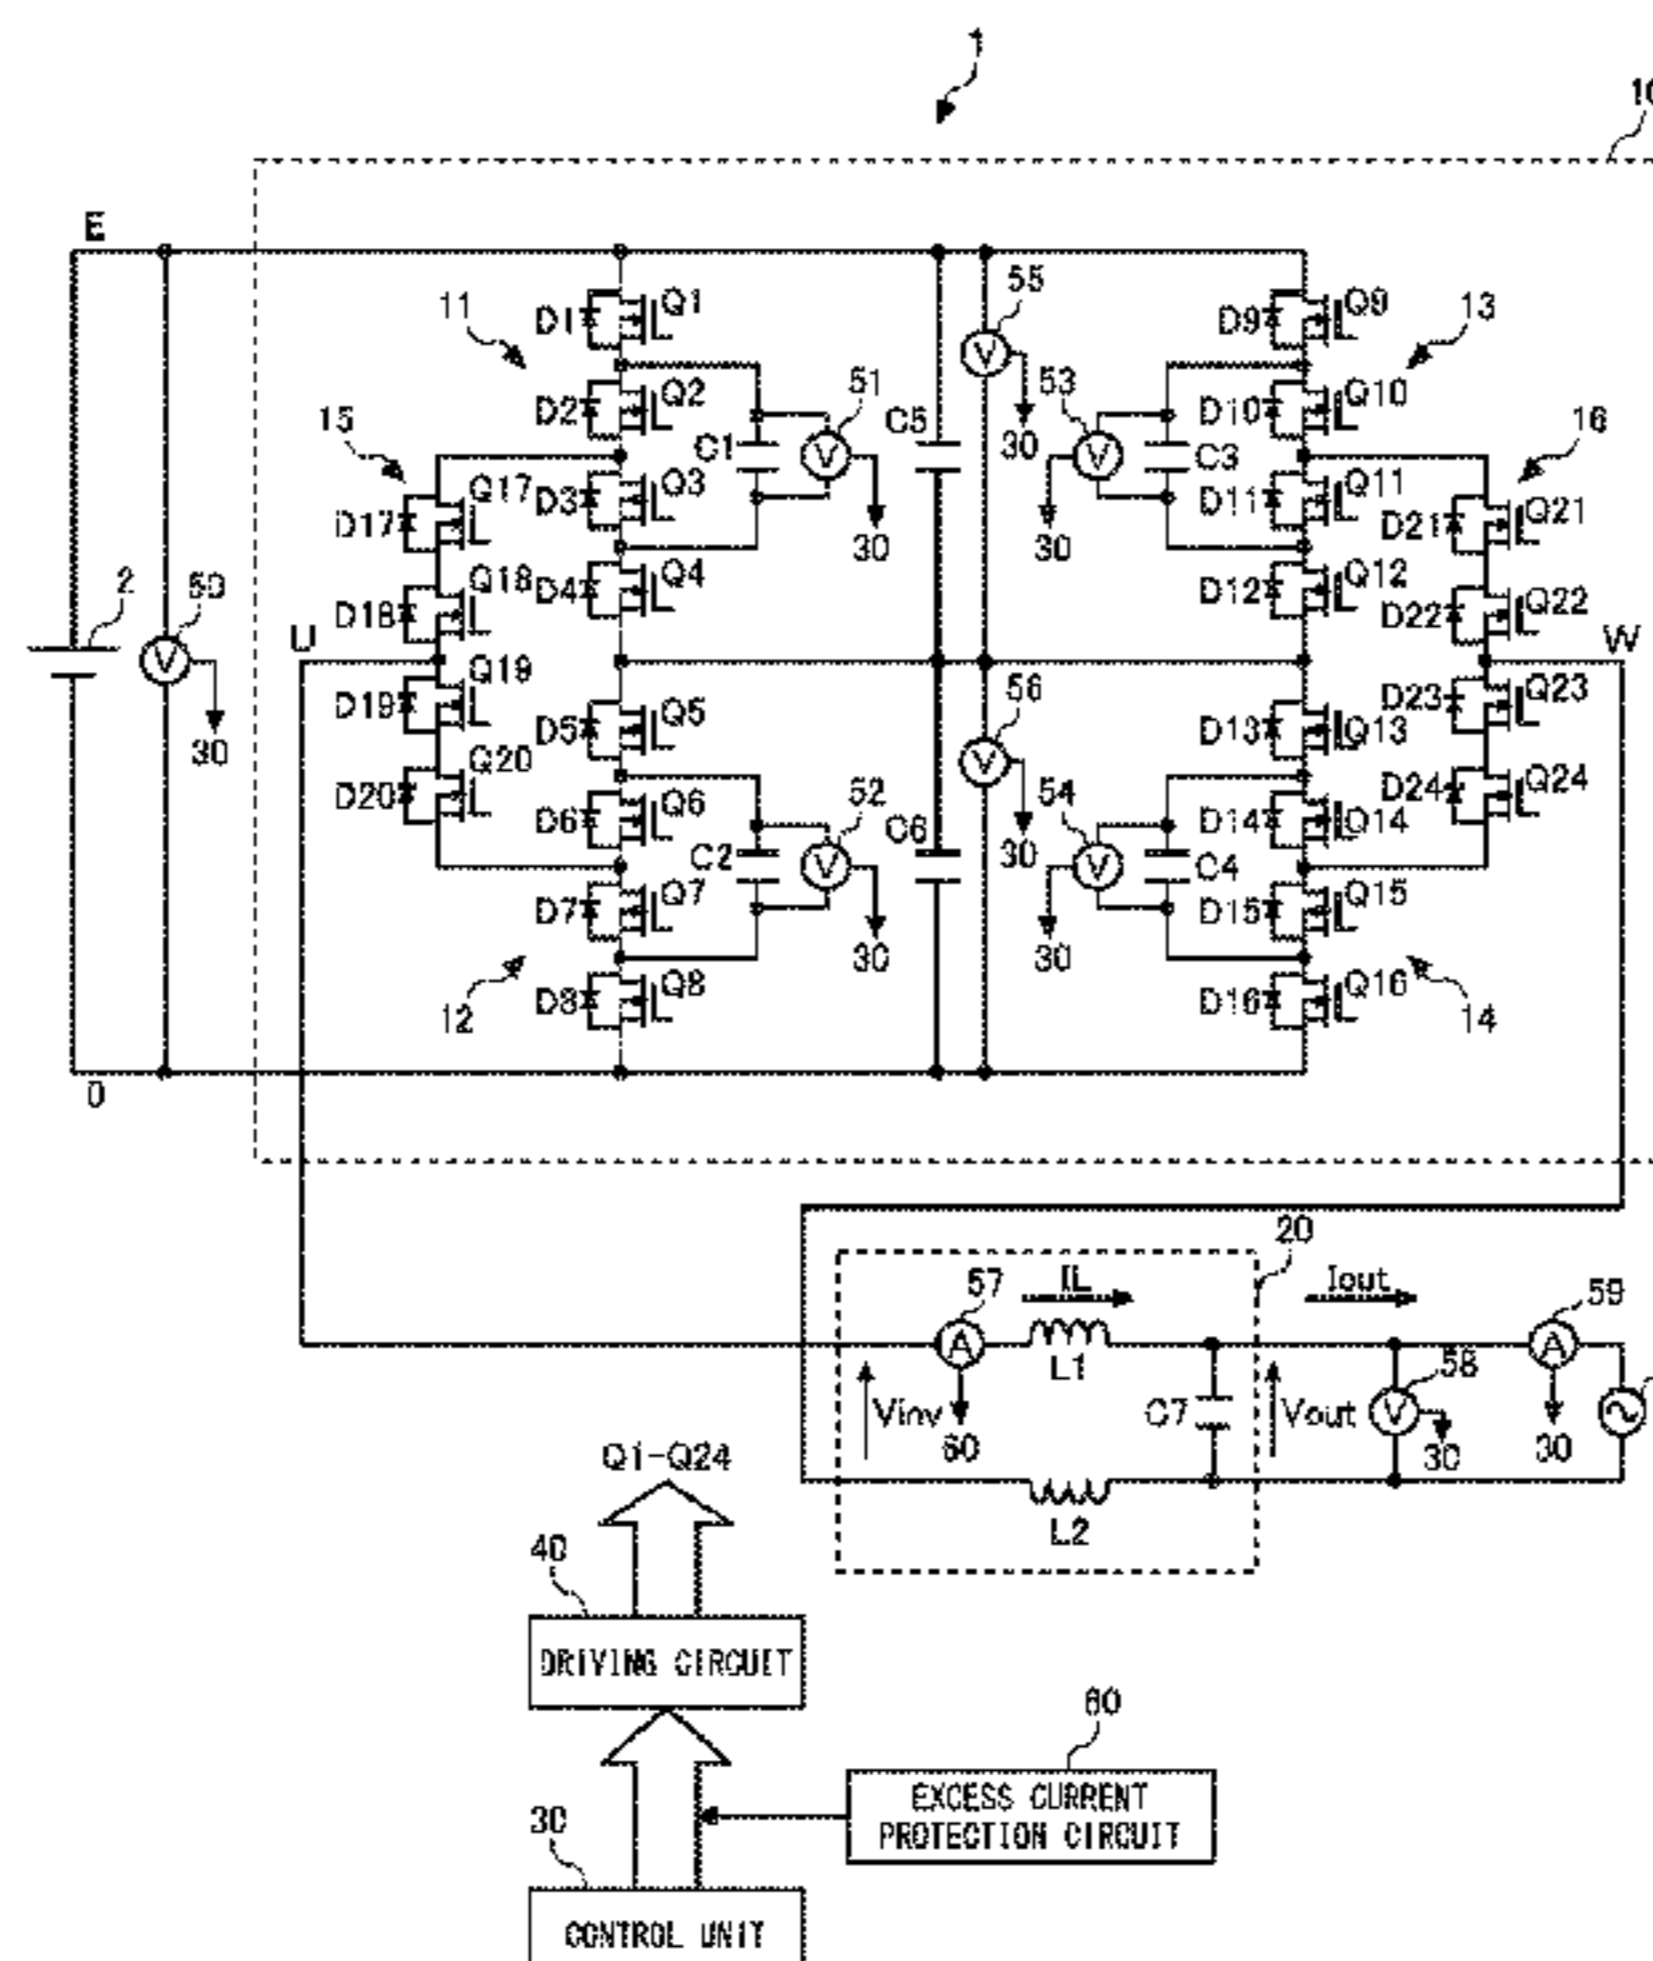 1
E
D1
Q1
11
D2
Q2
51
15
C1
30
Q17
D17
D3
Q3
Q18
D18
D4
Q4
2
50
V
U
Q19
D19
D5
Q5
Q20
D20
D6
Q6
52
C2
D7
Q7
12
D8
Q8
0
C5
55
C6
56
53
C3
54
C4
D9
Q9
13
D10
Q10
16
D11
Q11
D21
Q21
D12
Q12
D22
Q22
W
D13
Q13
D23
Q23
D14
Q14
D24
Q24
D15
Q15
D16
Q16
14
V
V
V
V
V
V
30
30
30
30
30
30
20
57
IL
Iout
59
A
L1
58
A
Vinv
60
C7
Vout
V
30
30
L2
Q1-Q24
40
DRIVING CIRCUIT
60
EXCESS CURRENT
PROTECTION CIRCUIT
30
CONTROL UNIT